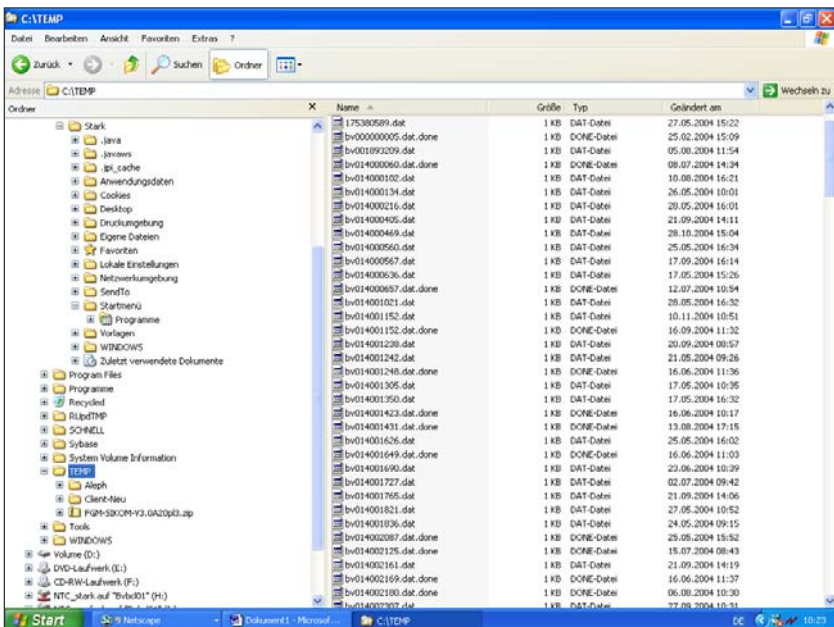 C:\TEMP
Datei Bearbeiten Ansicht Favoriten Extras ?
Zurück Suchen Ordner
Adresse C:\TEMP Wechseln zu
Ordner x
Stark
.java
.javaws
.jpi_cache
Anwendungsdaten
Cookies
Desktop
Druckumgebung
Eigene Dateien
Favoriten
Lokale Einstellungen
Netzwerkumgebung
SendTo
Startmenü
Programme
Vorlagen
WINDOWS
Zuletzt verwendete Dokumente
Program Files
Programme
Recycled
RUpdTMP
SCHNELL
Sybase
System Volume Information
TEMP
Aleph
Client-Neu
FGM-SIKOM-V3.0A20pl3.zip
Tools
WINDOWS
Volume (D:)
DVD-Laufwerk (E:)
CD-RW-Laufwerk (F:)
NTC_stark auf "Bvbcl01" (H:)
Name Größe Typ Geändert am
175380589.dat 1 KB DAT-Datei 27.05.2004 15:22
bv000000005.dat.done 1 KB DONE-Datei 25.02.2004 15:09
bv001893209.dat 1 KB DAT-Datei 05.08.2004 11:54
bv014000060.dat.done 1 KB DONE-Datei 08.07.2004 14:34
bv014000102.dat 1 KB DAT-Datei 10.08.2004 16:21
bv014000134.dat 1 KB DAT-Datei 26.05.2004 10:01
bv014000216.dat 1 KB DAT-Datei 28.05.2004 16:01
bv014000405.dat 1 KB DAT-Datei 21.09.2004 14:11
bv014000469.dat 1 KB DAT-Datei 28.10.2004 15:04
bv014000560.dat 1 KB DAT-Datei 25.05.2004 16:34
bv014000567.dat 1 KB DAT-Datei 17.09.2004 16:14
bv014000636.dat 1 KB DAT-Datei 17.05.2004 15:26
bv014000657.dat.done 1 KB DONE-Datei 12.07.2004 10:54
bv014001021.dat 1 KB DAT-Datei 28.05.2004 16:32
bv014001152.dat 1 KB DAT-Datei 10.11.2004 10:51
bv014001152.dat.done 1 KB DONE-Datei 16.09.2004 11:32
bv014001238.dat 1 KB DAT-Datei 20.09.2004 08:57
bv014001242.dat 1 KB DAT-Datei 21.05.2004 09:26
bv014001248.dat.done 1 KB DONE-Datei 16.06.2004 11:36
bv014001305.dat 1 KB DAT-Datei 17.05.2004 10:35
bv014001350.dat 1 KB DAT-Datei 17.05.2004 16:32
bv014001423.dat.done 1 KB DONE-Datei 16.06.2004 10:17
bv014001431.dat.done 1 KB DONE-Datei 13.08.2004 17:15
bv014001626.dat 1 KB DAT-Datei 25.05.2004 16:02
bv014001649.dat.done 1 KB DONE-Datei 16.06.2004 11:03
bv014001690.dat 1 KB DAT-Datei 23.06.2004 10:39
bv014001727.dat 1 KB DAT-Datei 02.07.2004 09:42
bv014001765.dat 1 KB DAT-Datei 21.09.2004 14:06
bv014001821.dat 1 KB DAT-Datei 27.05.2004 10:52
bv014001836.dat 1 KB DAT-Datei 24.05.2004 09:15
bv014002087.dat.done 1 KB DONE-Datei 25.05.2004 15:52
bv014002125.dat.done 1 KB DONE-Datei 15.07.2004 08:43
bv014002161.dat 1 KB DAT-Datei 21.09.2004 14:19
bv014002169.dat.done 1 KB DONE-Datei 16.06.2004 11:37
bv014002180.dat.done 1 KB DONE-Datei 06.08.2004 10:30
bv014002307.dat 1 KB DAT-Datei 27.09.2004 10:31
Start 9 Netscape Dokument1 - Microsof... C:\TEMP DE 10:23